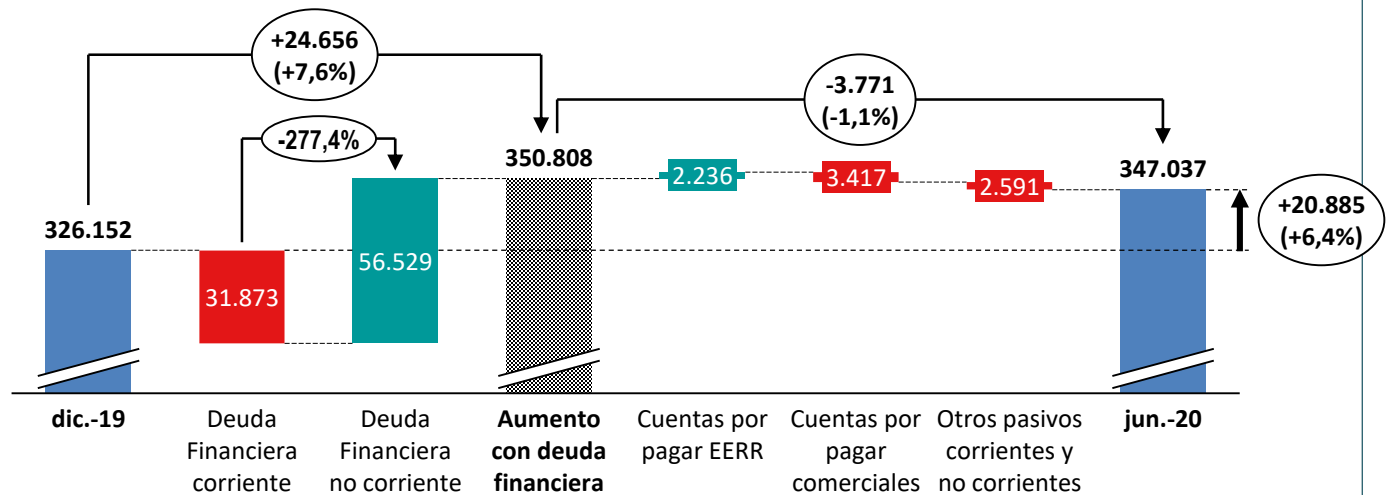 +24.656
(+7,6%)
-3.771
(-1,1%)
-277,4%
350.808
347.037
2.236
3.417
2.591
+20.885
(+6,4%)
326.152
56.529
31.873
dic.-19
Deuda
Financiera
corriente
Deuda
Financiera
no corriente
Aumento
con deuda
financiera
Cuentas por
pagar EERR
Cuentas por
pagar
comerciales
Otros pasivos
corrientes y
no corrientes
jun.-20